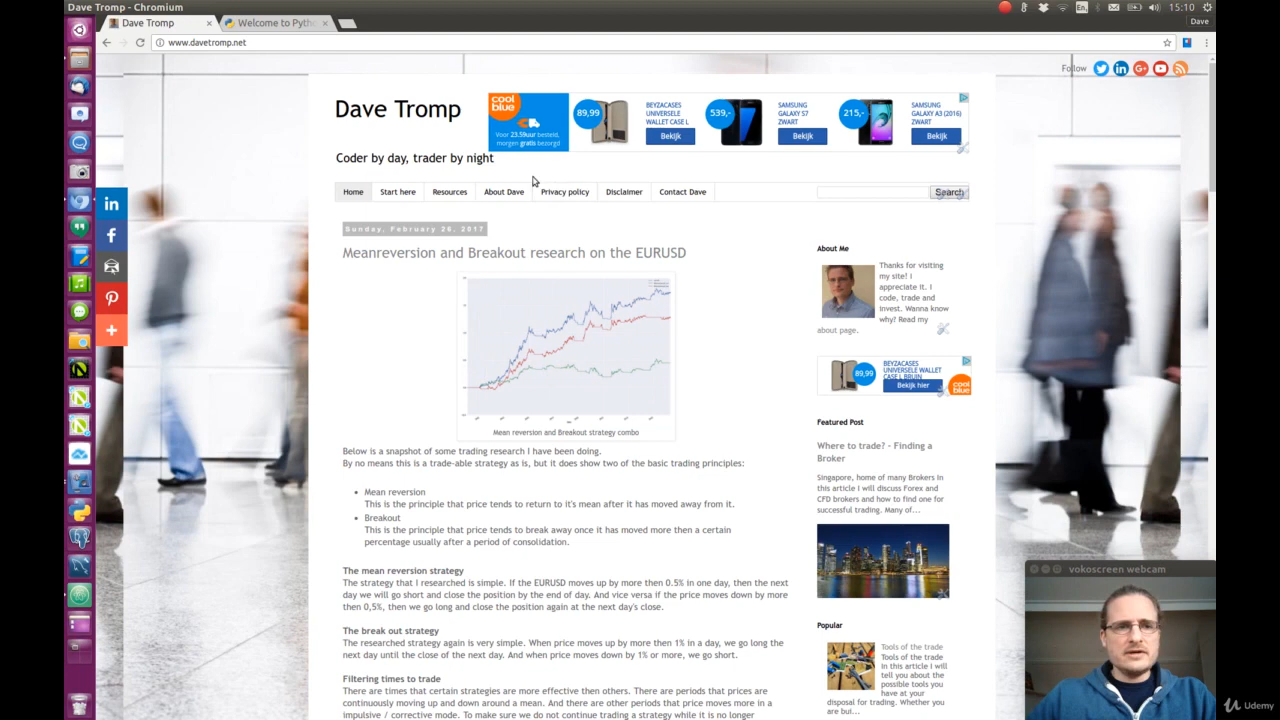 Dave Tromp - Chromium
15:10
Dave Tromp
Welcome to Pyth
Dave
www.davetromp.net
Follow
Dave Tromp
Coder by day, trader by night
cool
blue
Voor 23.59uur besteld,
morgen gratis bezorgd
89,99
BEYZACASES
UNIVERSELE
WALLET CASE L
Bekijk
539,-
SAMSUNG
GALAXY S7
ZWART
Bekijk
215,-
SAMSUNG
GALAXY A3 (2016)
ZWART
Bekijk
Home
Start here
Resources
About Dave
Privacy policy
Disclaimer
Contact Dave
Search
Sunday, February 26, 2017
Meanreversion and Breakout research on the EURUSD
Mean reversion and Breakout strategy combo
Below is a snapshot of some trading research I have been doing.
By no means this is a trade-able strategy as is, but it does show two of the basic trading principles:
Mean reversion
This is the principle that price tends to return to it's mean after it has moved away from it.
Breakout
This is the principle that price tends to break away once it has moved more then a certain
percentage usually after a period of consolidation.
The mean reversion strategy
The strategy that I researched is simple. If the EURUSD moves up by more then 0.5% in one day, then the next
day we will go short and close the position by the end of day. And vice versa if the price moves down by more
then 0,5%, then we go long and close the position again at the next day's close.
The break out strategy
The researched strategy again is very simple. When price moves up by more then 1% in a day, we go long the
next day until the close of the next day. And when price moves down by 1% or more, we go short.
Filtering times to trade
There are times that certain strategies are more effective then others. There are periods that prices are
continuously moving up and down around a mean. And there are other periods that price moves more in a
impulsive / corrective mode. To make sure we do not continue trading a strategy while it is no longer
About Me
Thanks for visiting
my site! I
appreciate it. I
code, trade and
invest. Wanna know
why? Read my
about page.
89,99
BEYZACASES
UNIVERSELE WALLET
CASE L BRUIN
Bekijk hier
cool
blue
Featured Post
Where to trade? - Finding a
Broker
Singapore, home of many Brokers In
this article I will discuss Forex and
CFD brokers and how to find one for
successful trading. Many of...
Popular
Tools of the trade
Tools of the trade
In this article I will
tell you about the
possible tools you
have at your
disposal for trading. Whether
you are bui...
vokoscreen webcam
Udemy